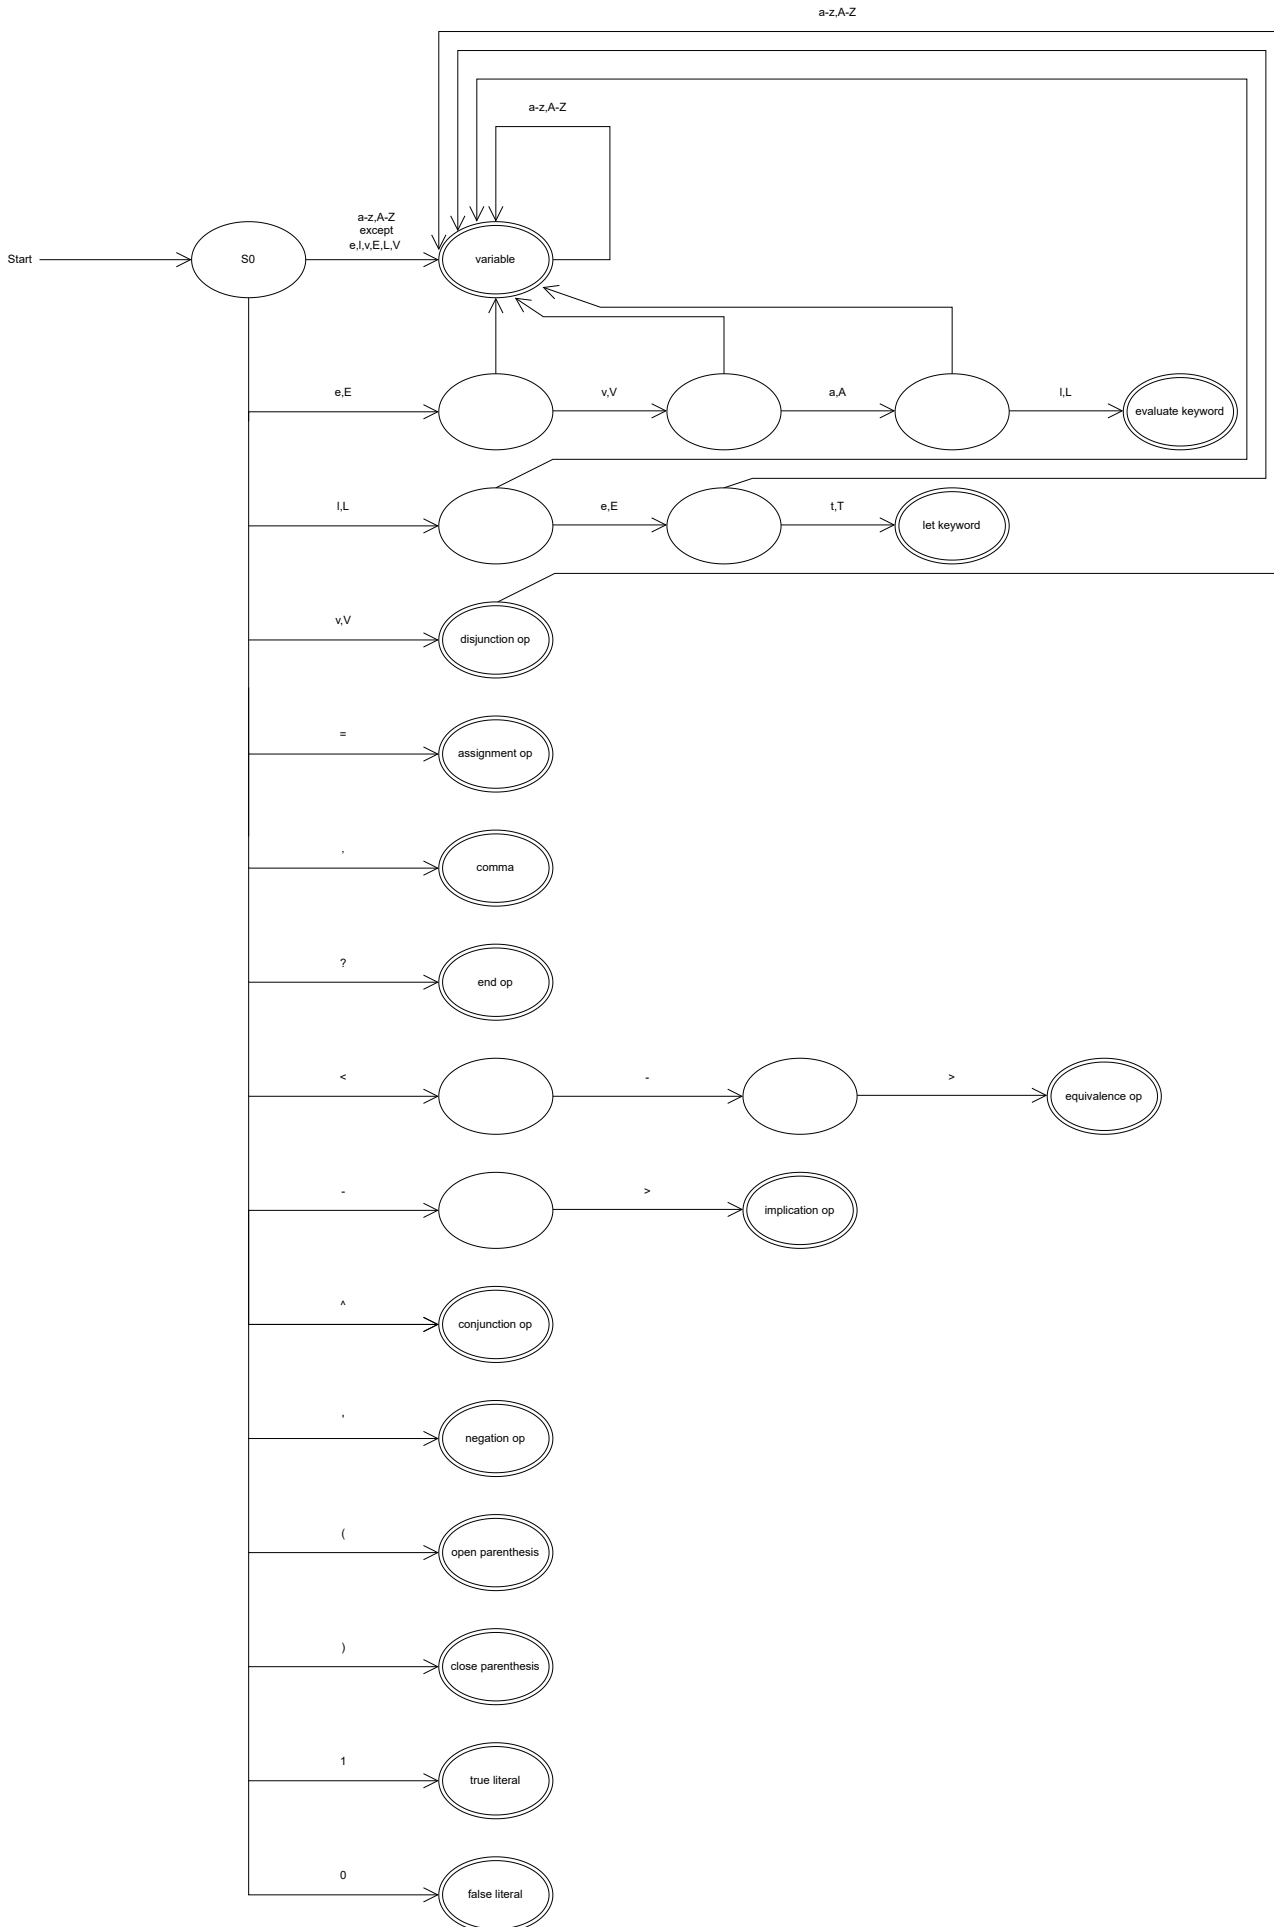 a-z,A-Z
a-z,A-Z
a-z,A-Z
except
e,l,v,E,L,V
Start
S0
variable
e,E
v,V
a,A
l,L
evaluate keyword
l,L
e,E
t,T
let keyword
v,V
disjunction op
=
assignment op
,
comma
?
end op
<
-
>
equivalence op
-
>
implication op
^
conjunction op
'
negation op
(
open parenthesis
)
close parenthesis
1
true literal
0
false literal